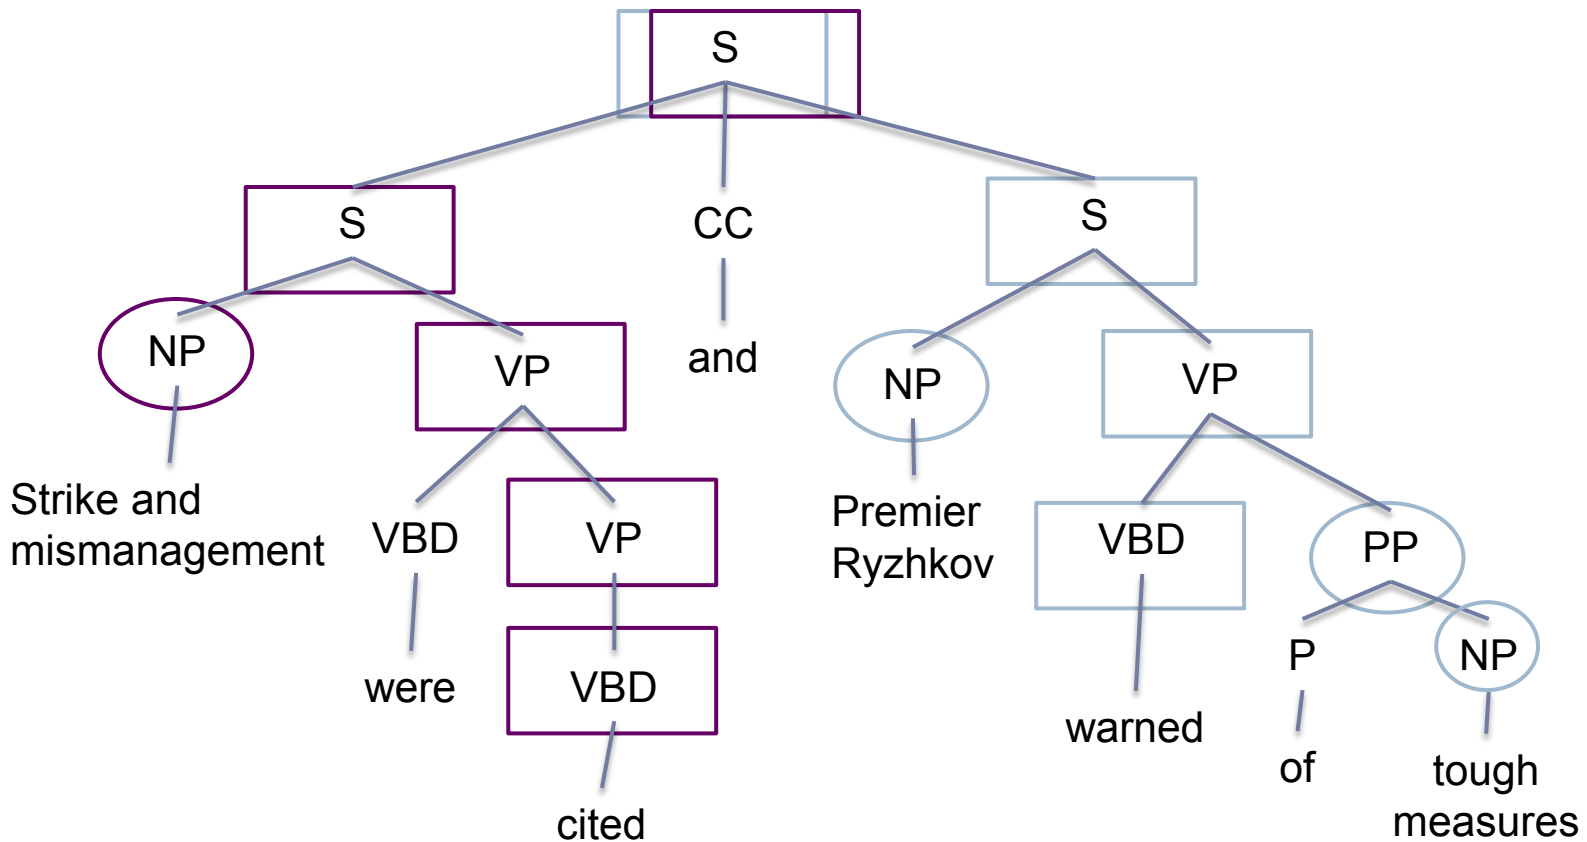 S
S
CC
S
NP
VP
and
NP
VP
Strike and
mismanagement
VBD
VP
Premier
Ryzhkov
VBD
PP
were
VBD
P
NP
warned
of
tough
measures
cited